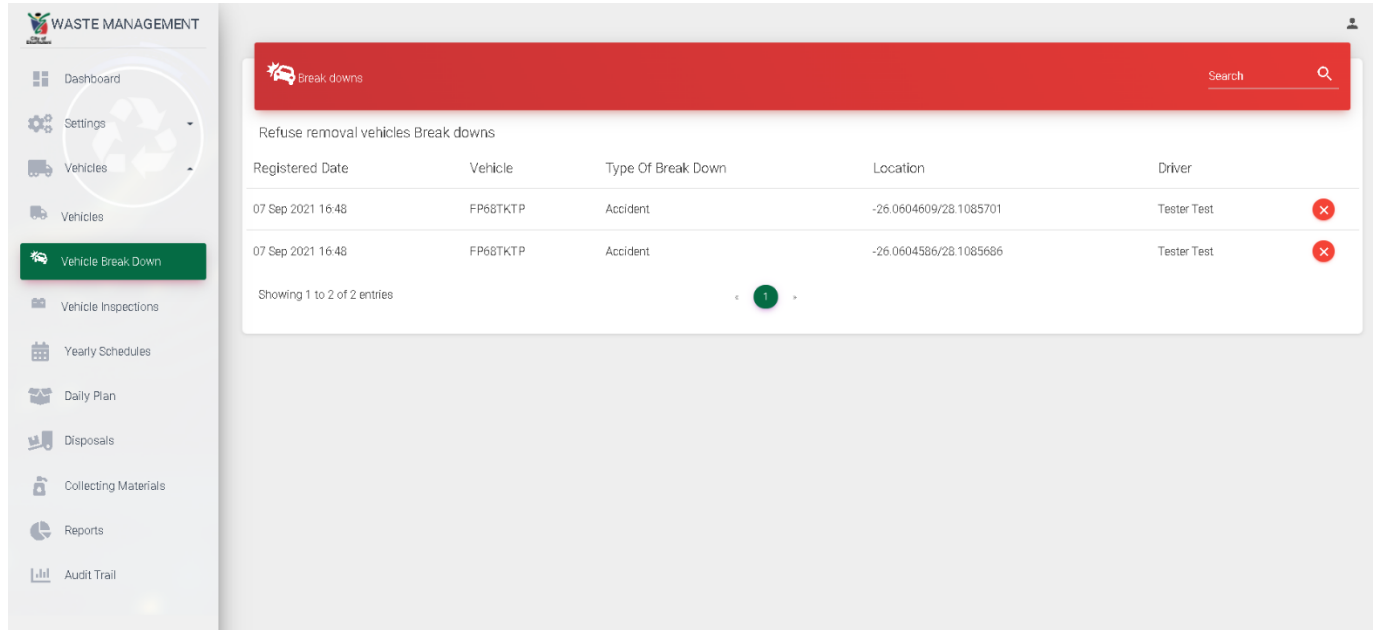 WASTE MANAGEMENT
City of
Dashboard
Settings
Vehicles
Vehicles
Vehicle Break Down
Vehicle Inspections
Yearly Schedules
Daily Plan
Disposals
Collecting Materials
Reports
Audit Trail
Break downs
Search
Refuse removal vehicles Break downs
Registered Date Vehicle Type Of Break Down Location Driver
07 Sep 2021 16:48 FP68TKTP Accident -26.0604609/28.1085701 Tester Test
07 Sep 2021 16:48 FP68TKTP Accident -26.0604586/28.1085686 Tester Test
Showing 1 to 2 of 2 entries
« 1 »